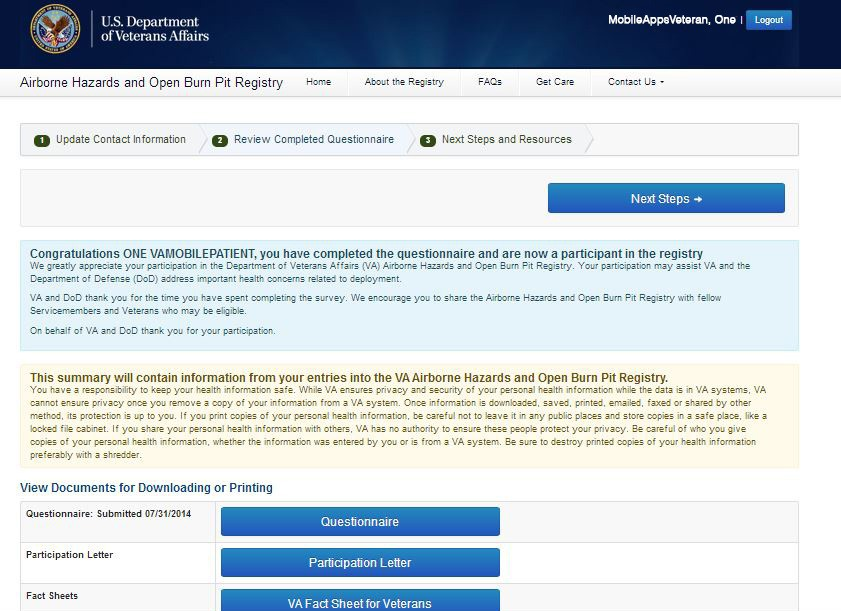 U.S. Department
of Veterans Affairs
MobileAppsVeteran, One | Logout
Airborne Hazards and Open Burn Pit Registry Home About the Registry FAQs Get Care Contact Us
1 Update Contact Information 2 Review Completed Questionnaire 3 Next Steps and Resources
Next Steps
Congratulations ONE VAMOBILEPATIENT, you have completed the questionnaire and are now a participant in the registry
We greatly appreciate your participation in the Department of Veterans Affairs (VA) Airborne Hazards and Open Burn Pit Registry. Your participation may assist VA and the
Department of Defense (DoD) address important health concerns related to deployment.
VA and DoD thank you for the time you have spent completing the survey. We encourage you to share the Airborne Hazards and Open Burn Pit Registry with fellow
Servicemembers and Veterans who may be eligible.
On behalf of VA and DoD thank you for your participation.
This summary will contain information from your entries into the VA Airborne Hazards and Open Burn Pit Registry.
You have a responsibility to keep your health information safe. While VA ensures privacy and security of your personal health information while the data is in VA systems, VA
cannot ensure privacy once you remove a copy of your information from a VA system. Once information is downloaded, saved, printed, emailed, faxed or shared by other
method, its protection is up to you. If you print copies of your personal health information, be careful not to leave it in any public places and store copies in a safe place, like a
locked file cabinet. If you share your personal health information with others, VA has no authority to ensure these people protect your privacy. Be careful of who you give
copies of your personal health information, whether the information was entered by you or is from a VA system. Be sure to destroy printed copies of your health information
preferably with a shredder.
View Documents for Downloading or Printing
Questionnaire: Submitted 07/31/2014 Questionnaire
Participation Letter Participation Letter
Fact Sheets VA Fact Sheet for Veterans